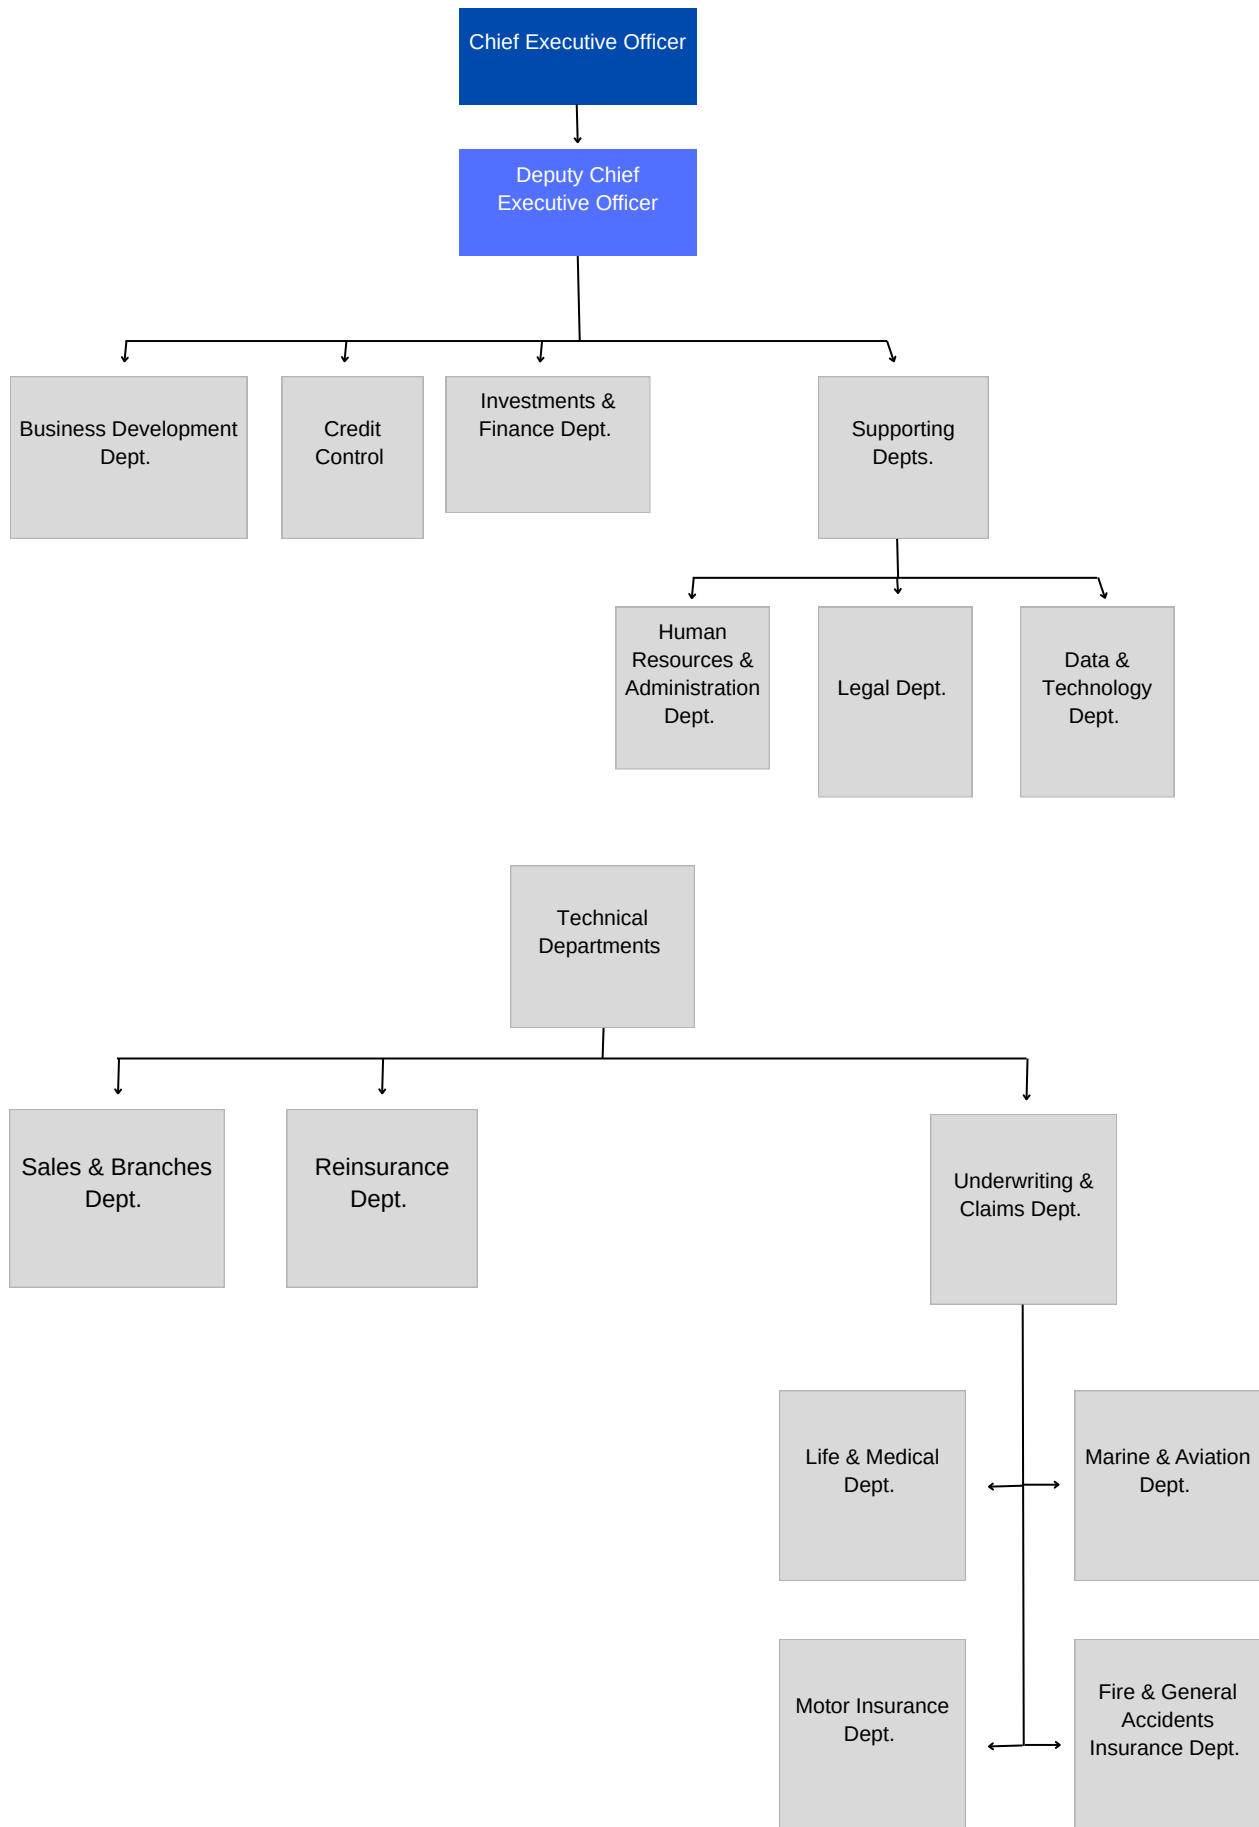 Chief Executive Officer
Deputy Chief
Executive Officer
Business Development
Dept.
Credit
Control
Investments &
Finance Dept.
Supporting
Depts.
Human
Resources &
Administration
Dept.
Legal Dept.
Data &
Technology
Dept.
Technical
Departments
Sales & Branches
Dept.
Reinsurance
Dept.
Underwriting &
Claims Dept.
Life & Medical
Dept.
Marine & Aviation
Dept.
Motor Insurance
Dept.
Fire & General
Accidents
Insurance Dept.